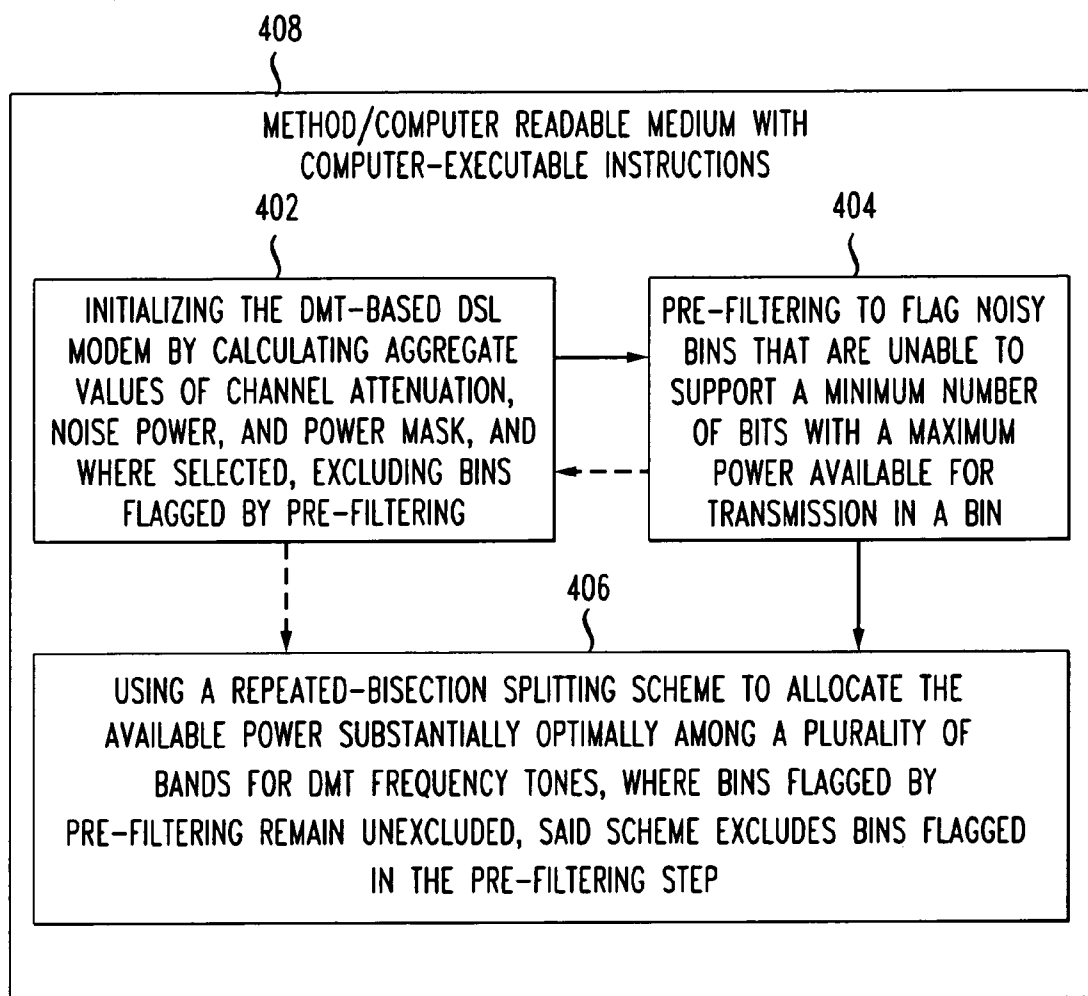 408
METHOD/COMPUTER READABLE MEDIUM WITH
COMPUTER-EXECUTABLE INSTRUCTIONS
402
INITIALIZING THE DMT-BASED DSL
MODEM BY CALCULATING AGGREGATE
VALUES OF CHANNEL ATTENUATION,
NOISE POWER, AND POWER MASK, AND
WHERE SELECTED, EXCLUDING BINS
FLAGGED BY PRE-FILTERING
404
PRE-FILTERING TO FLAG NOISY
BINS THAT ARE UNABLE TO
SUPPORT A MINIMUM NUMBER
OF BITS WITH A MAXIMUM
POWER AVAILABLE FOR
TRANSMISSION IN A BIN
406
USING A REPEATED-BISECTION SPLITTING SCHEME TO ALLOCATE THE
AVAILABLE POWER SUBSTANTIALLY OPTIMALLY AMONG A PLURALITY OF
BANDS FOR DMT FREQUENCY TONES, WHERE BINS FLAGGED BY
PRE-FILTERING REMAIN UNEXCLUDED, SAID SCHEME EXCLUDES BINS FLAGGED
IN THE PRE-FILTERING STEP